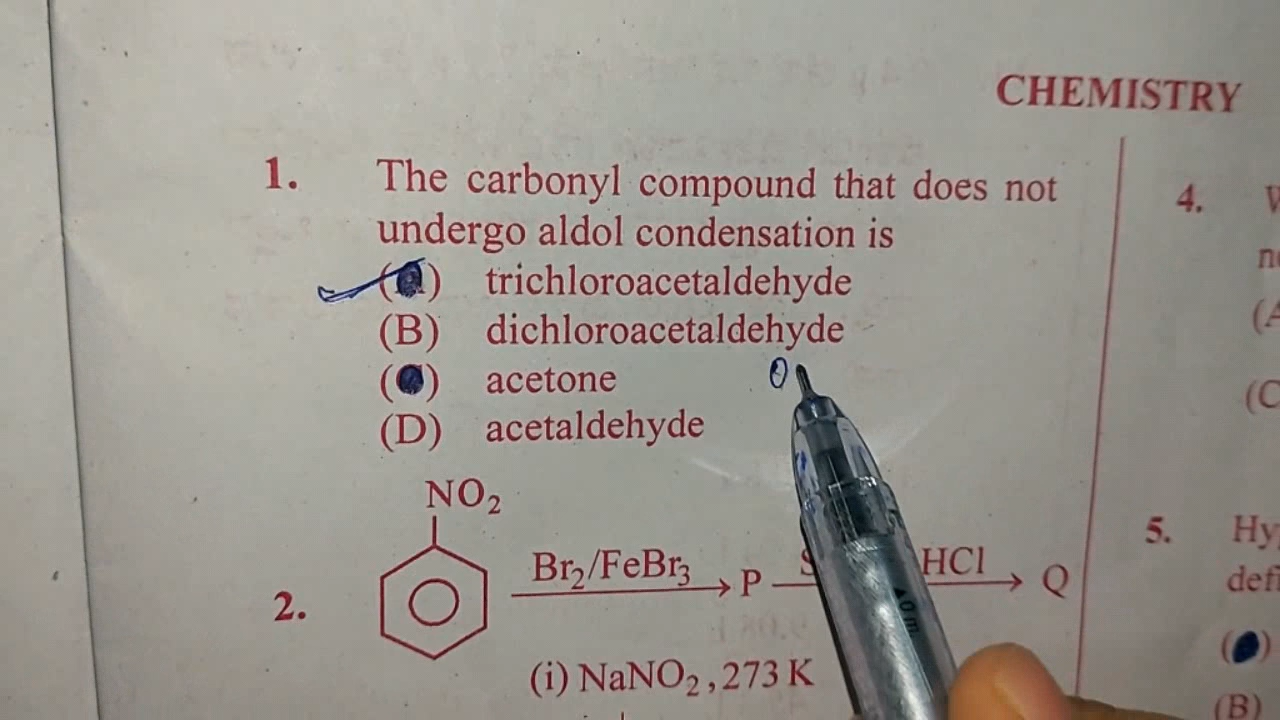 CHEMISTRY
1. The carbonyl compound that does not
undergo aldol condensation is
(A) trichloroacetaldehyde
(B) dichloroacetaldehyde
(C) acetone
(D) acetaldehyde
NO₂
2. Br₂/FeBr₃ P HCl Q
(i) NaNO₂, 273 K
4.
(A
(C
5.
(B)